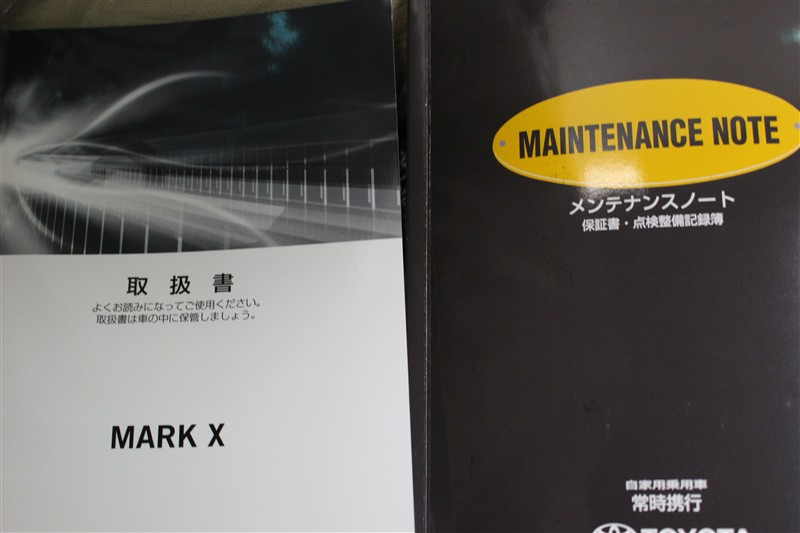 取扱書
よくお読みになってご使用ください。
取扱書は車の中に保管しましょう。
MARK X
MAINTENANCE NOTE
メンテナンスノート
保証書・点検整備記録簿
自家用乗用車
常時携行
TOYOTA